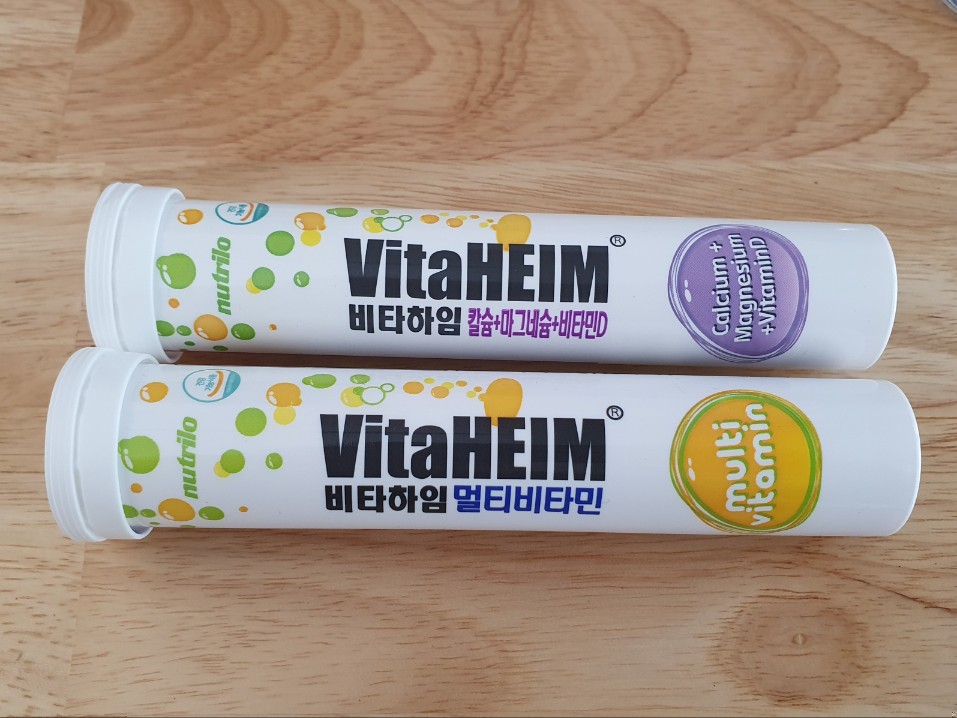 nutrilo
VitaHEIM®
비타하임 칼슘+마그네슘+비타민D
Calcium +
Magnesium
+VitaminD
nutrilo
VitaHEIM®
비타하임 멀티비타민
multi
vitamin